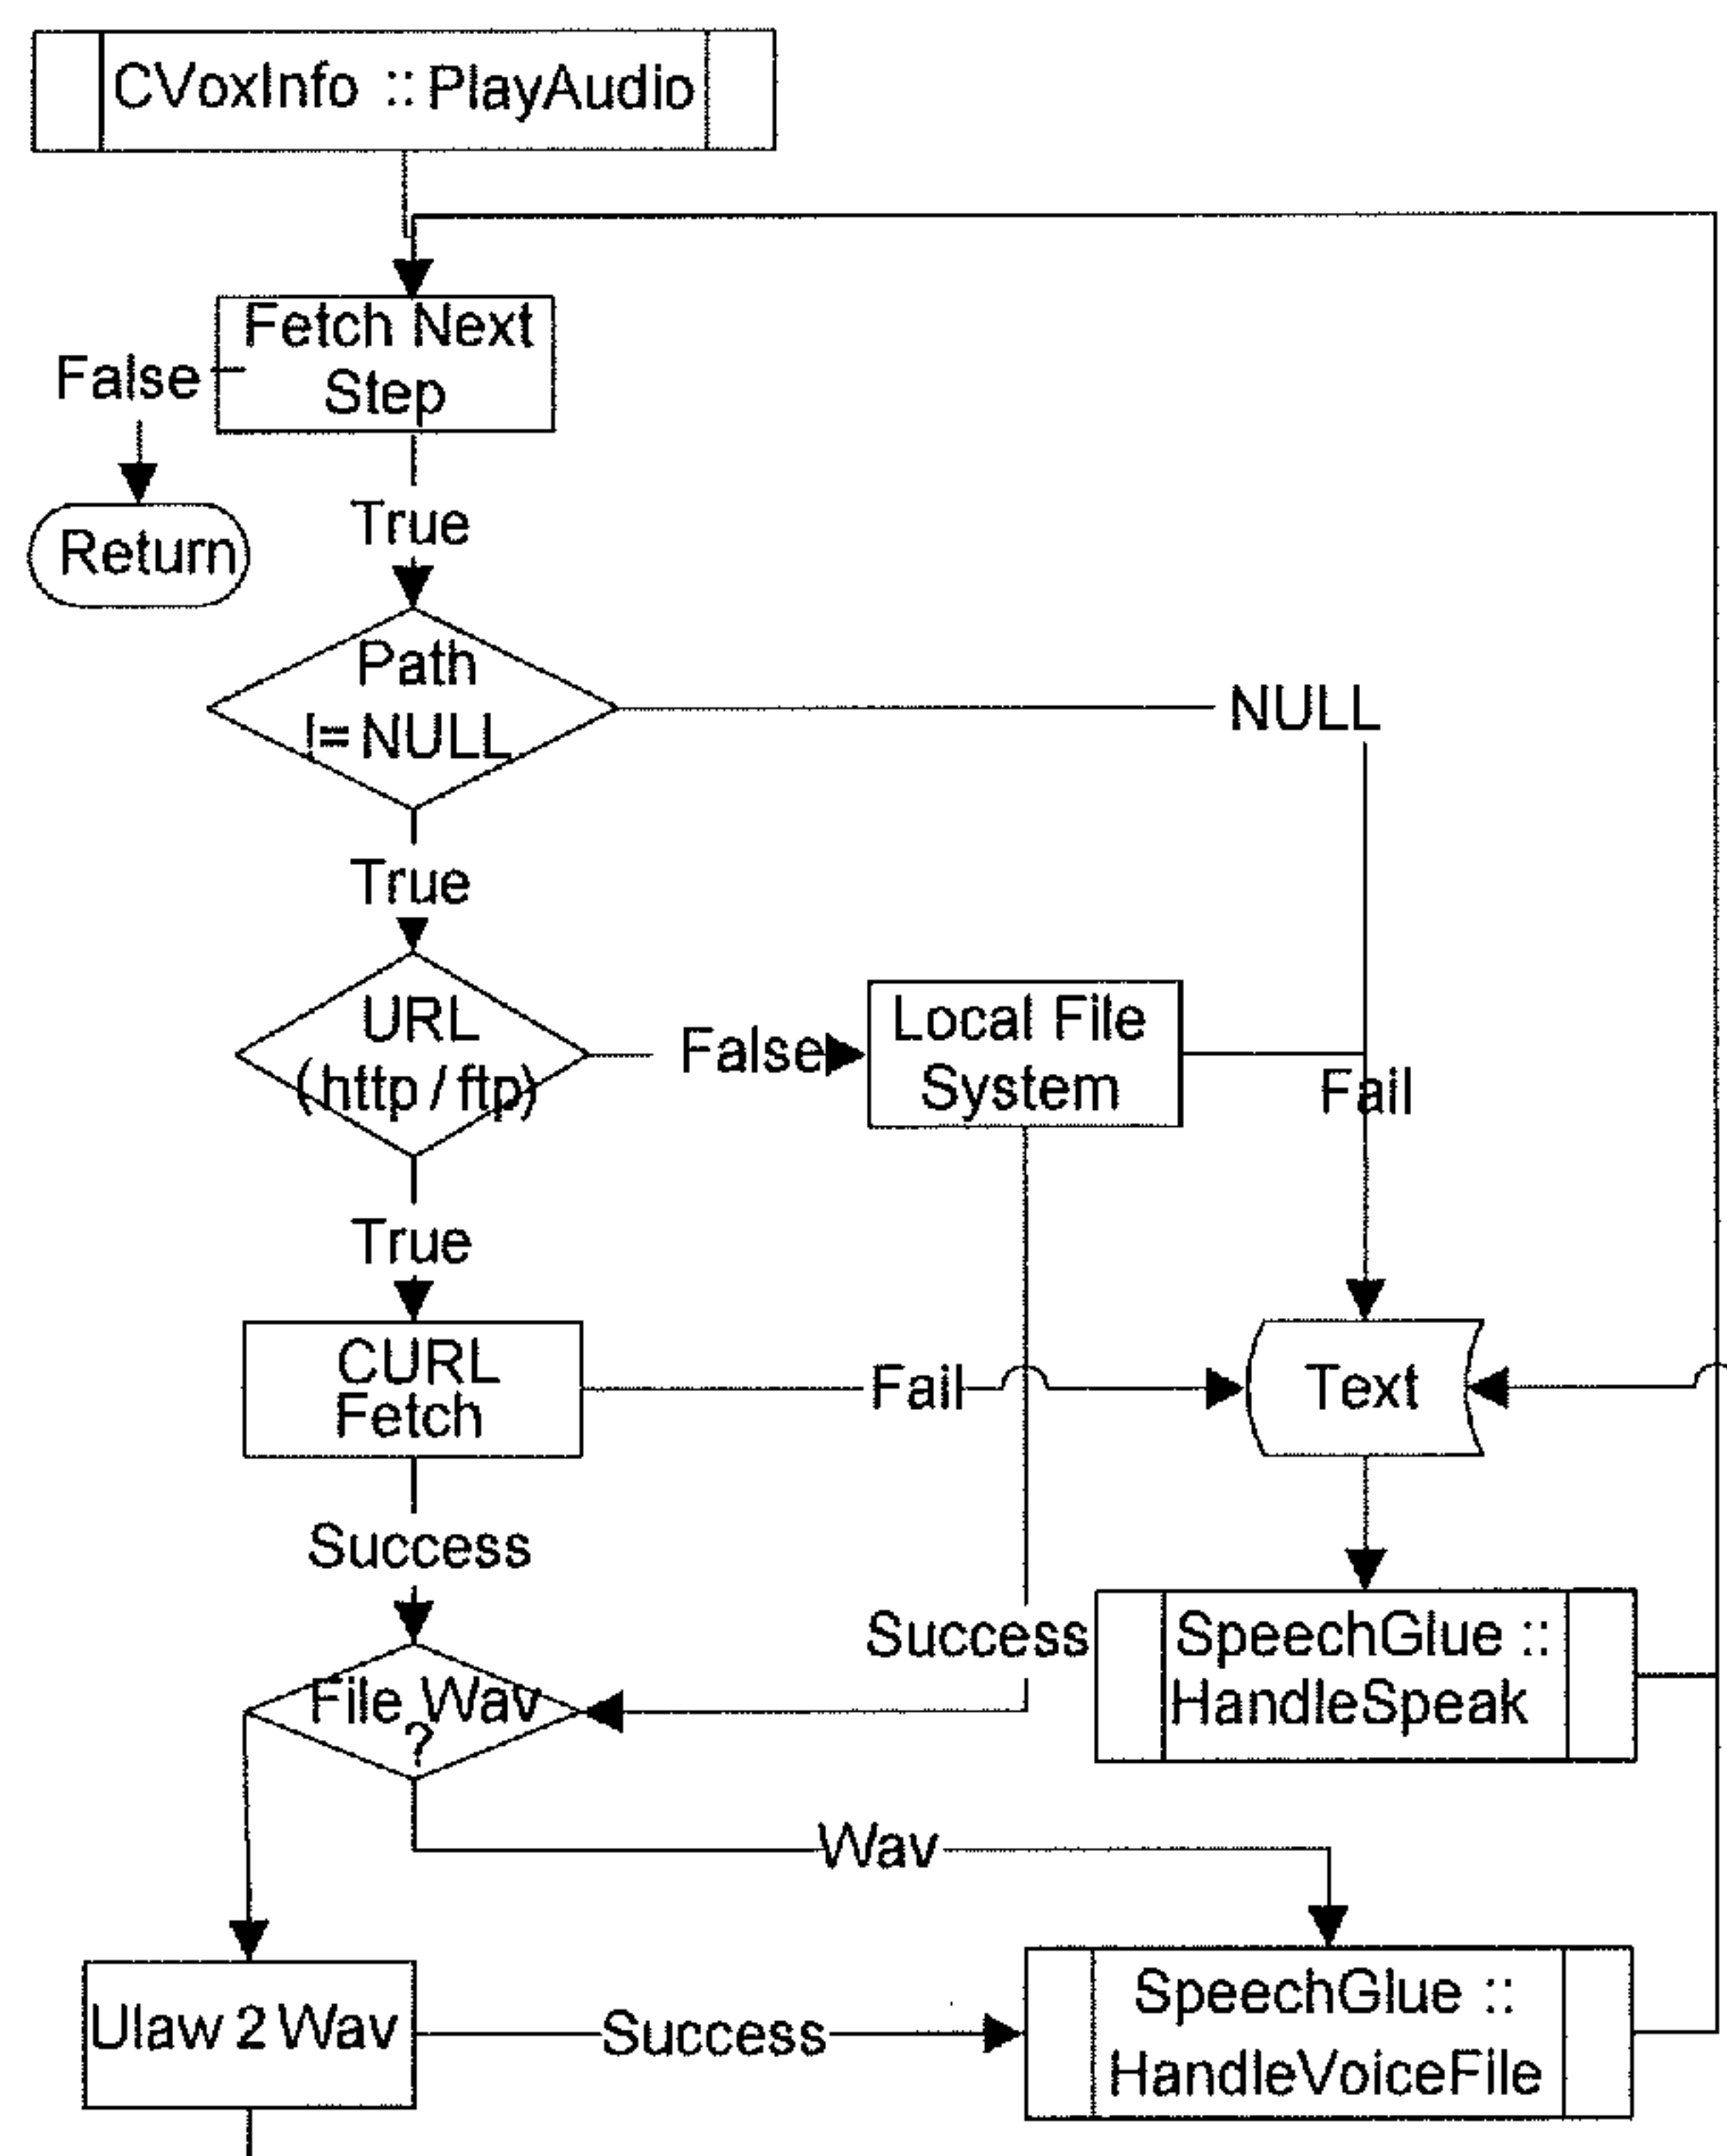 CVoxInfo :: PlayAudio
Fetch Next
Step
False
True
Return
Path
!= NULL
NULL
True
URL
(http / ftp)
False
Local File
System
Fail
True
CURL
Fetch
Fail
Text
Success
Success
SpeechGlue ::
HandleSpeak
File Wav
?
Wav
Ulaw 2 Wav
Success
SpeechGlue ::
HandleVoiceFile